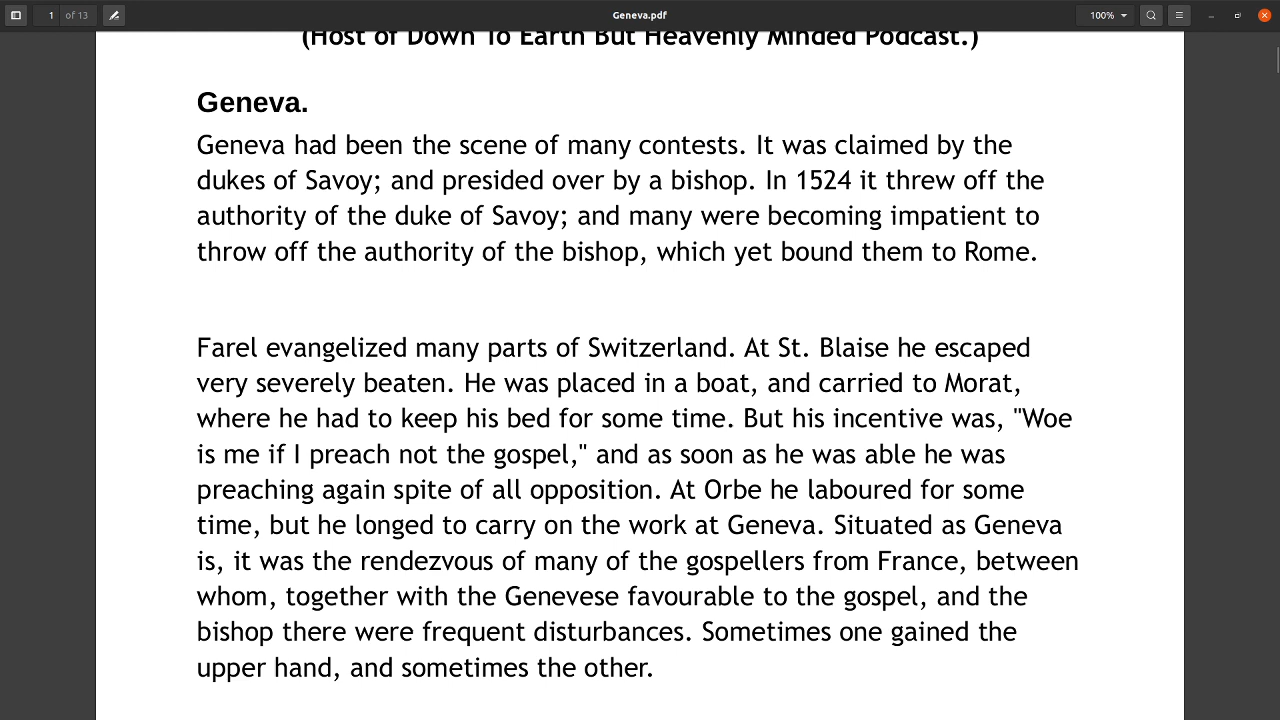 1 of 13
Geneva.pdf
100%
(Host of Down To Earth But Heavenly Minded Podcast.)
Geneva.
Geneva had been the scene of many contests. It was claimed by the
dukes of Savoy; and presided over by a bishop. In 1524 it threw off the
authority of the duke of Savoy; and many were becoming impatient to
throw off the authority of the bishop, which yet bound them to Rome.
Farel evangelized many parts of Switzerland. At St. Blaise he escaped
very severely beaten. He was placed in a boat, and carried to Morat,
where he had to keep his bed for some time. But his incentive was, "Woe
is me if I preach not the gospel," and as soon as he was able he was
preaching again spite of all opposition. At Orbe he laboured for some
time, but he longed to carry on the work at Geneva. Situated as Geneva
is, it was the rendezvous of many of the gospellers from France, between
whom, together with the Genevese favourable to the gospel, and the
bishop there were frequent disturbances. Sometimes one gained the
upper hand, and sometimes the other.